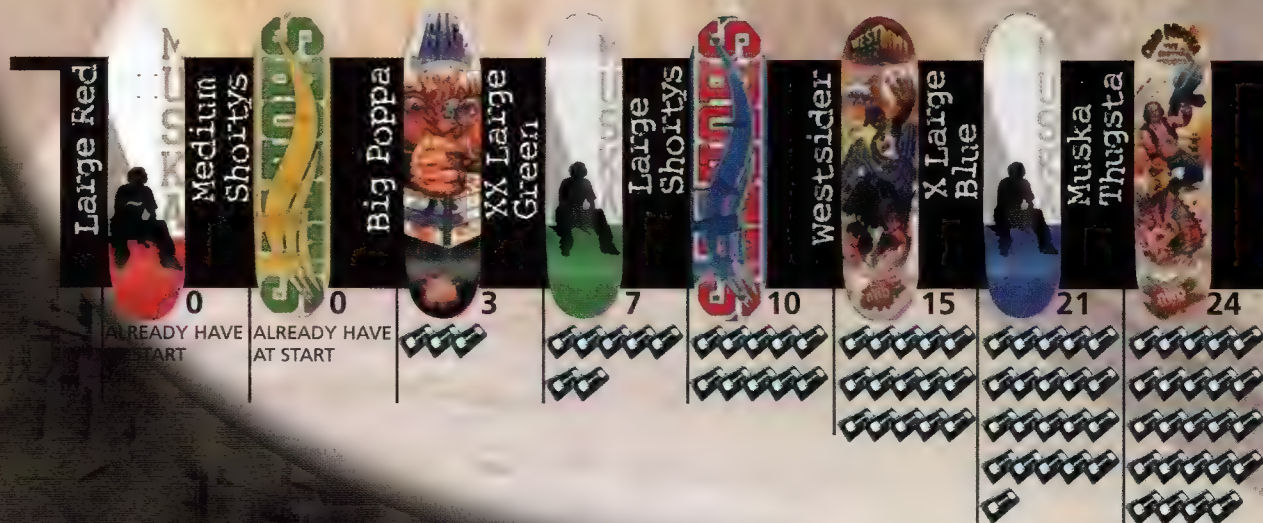 Large Red
MUSKA
0
ALREADY HAVE
START
Medium
Shortys
0
ALREADY HAVE
AT START
Big Poppa
3
XX Large
Green
7
Large
Shortys
10
Westsider
15
X Large
Blue
21
Muska
Thugsta
24